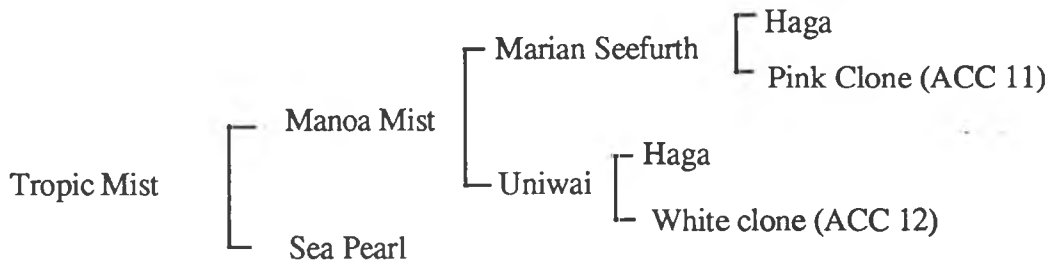 Haga
Marian Seefurth
Pink Clone (ACC 11)
Manoa Mist
Haga
Uniwai
Tropic Mist
White clone (ACC 12)
Sea Pearl